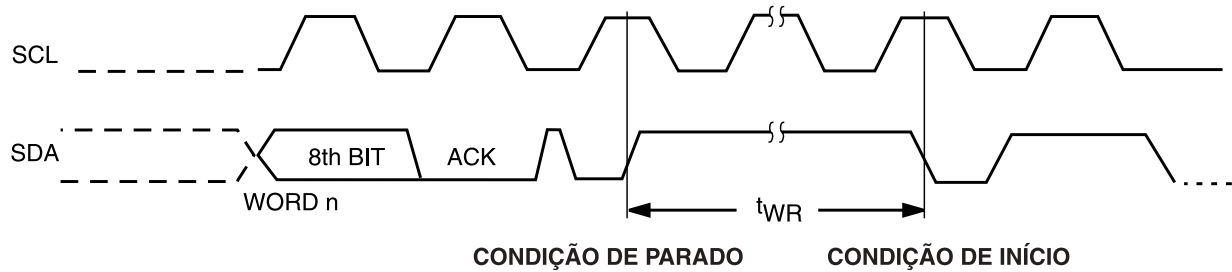 SCL
SDA
8th BIT
ACK
WORD n
tWR
CONDIÇÃO DE PARADO
CONDIÇÃO DE INÍCIO